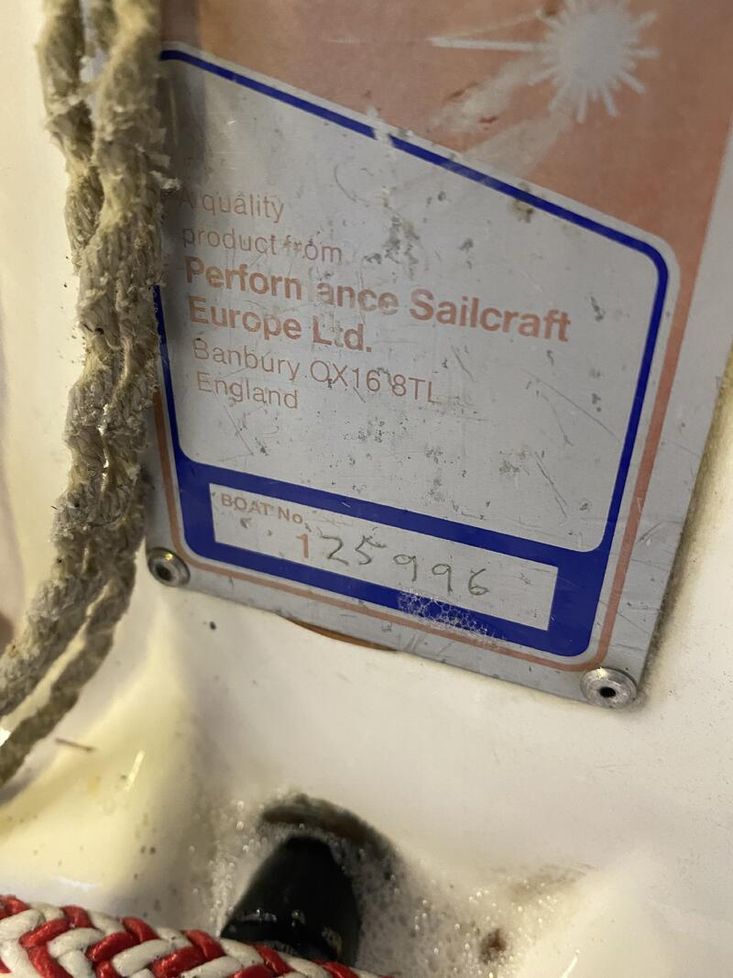 A quality
product from
Performance Sailcraft
Europe Ltd.
Banbury OX16 8TL
England
BOAT No.
125996